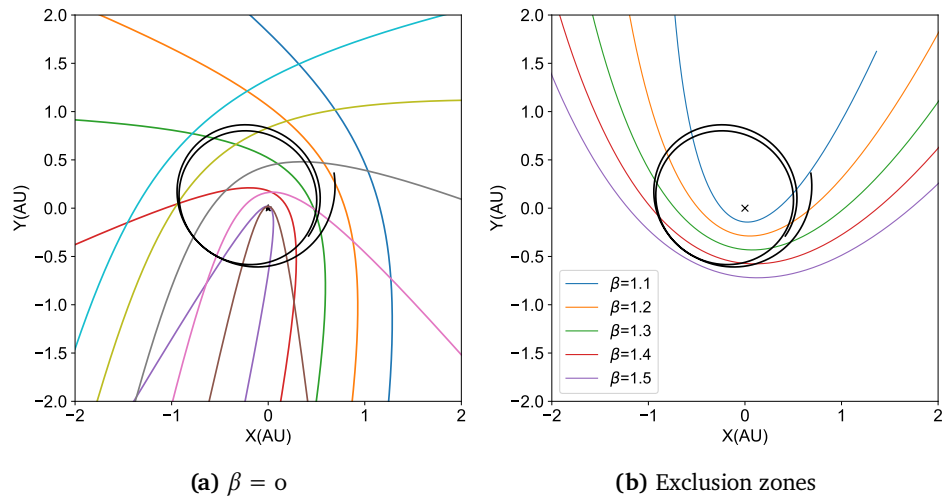 2.0
1.5
1.0
0.5
0.0
−0.5
−1.0
−1.5
−2.0
Y(AU)
−2
−1
0
1
2
X(AU)
(a) β = o
2.0
1.5
1.0
0.5
0.0
−0.5
−1.0
−1.5
−2.0
Y(AU)
β=1.1
β=1.2
β=1.3
β=1.4
β=1.5
−2
−1
0
1
2
X(AU)
(b) Exclusion zones